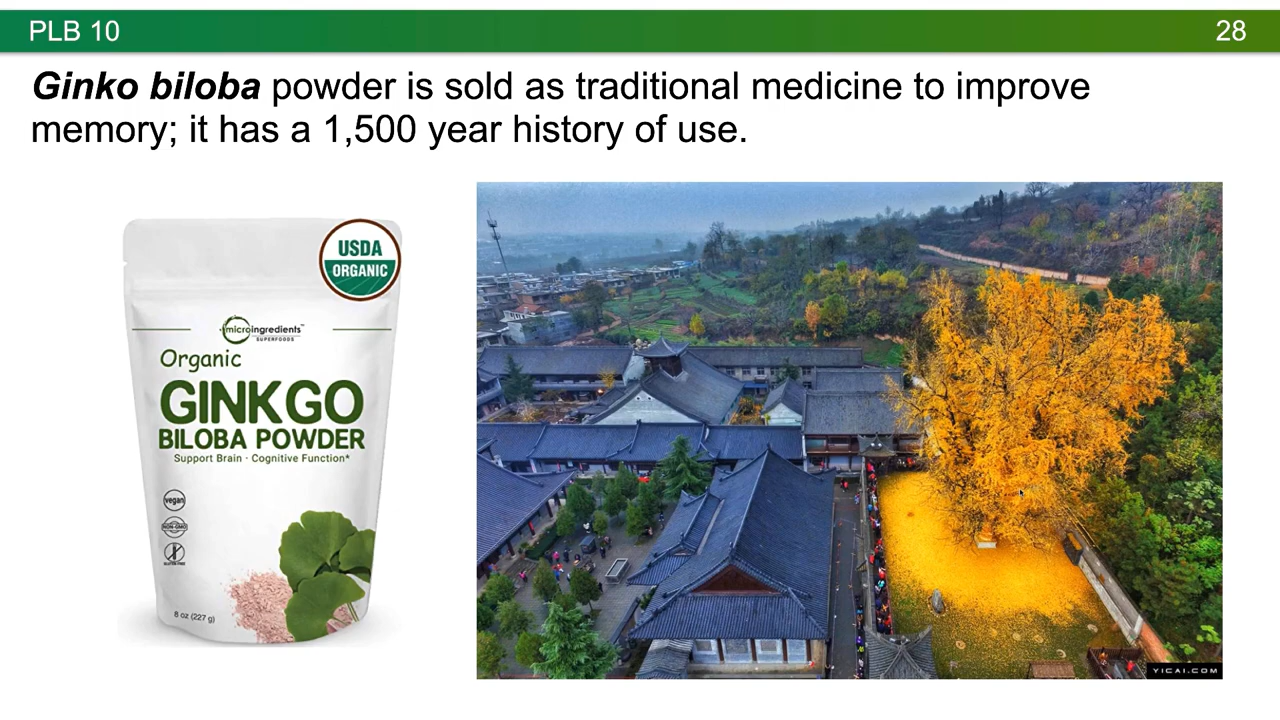 PLB 10
28
Ginko biloba powder is sold as traditional medicine to improve
memory; it has a 1,500 year history of use.
USDA
ORGANIC
microingredients™
SUPERFOODS
Organic
GINKGO
BILOBA POWDER
Support Brain · Cognitive Function*
vegan
NON-GMO
GLUTEN FREE
8 oz (227 g)
YICAI.COM